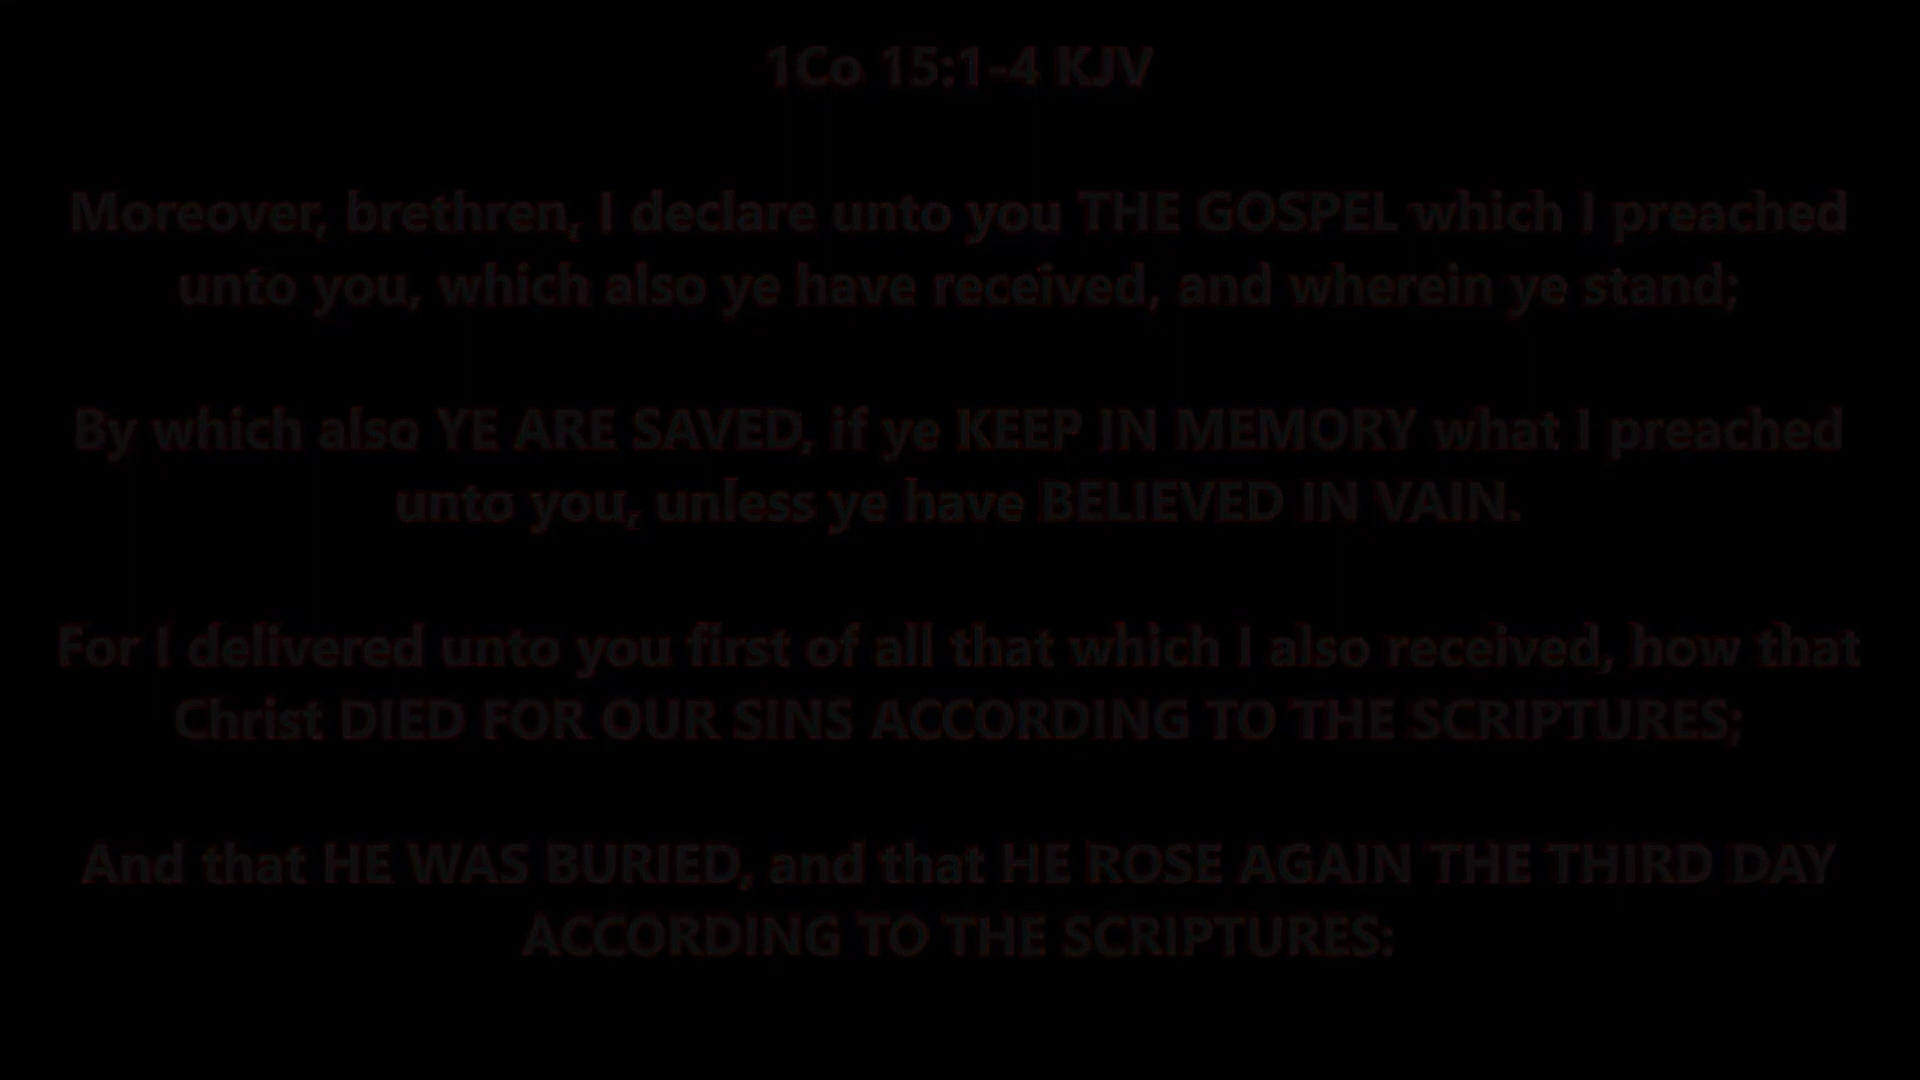 1Co 15:1-4 KJV
Moreover, brethren, I declare unto you THE GOSPEL which I preached
unto you, which also ye have received, and wherein ye stand;
By which also YE ARE SAVED, if ye KEEP IN MEMORY what I preached
unto you, unless ye have BELIEVED IN VAIN.
For I delivered unto you first of all that which I also received, how that
Christ DIED FOR OUR SINS ACCORDING TO THE SCRIPTURES;
And that HE WAS BURIED, and that HE ROSE AGAIN THE THIRD DAY
ACCORDING TO THE SCRIPTURES: